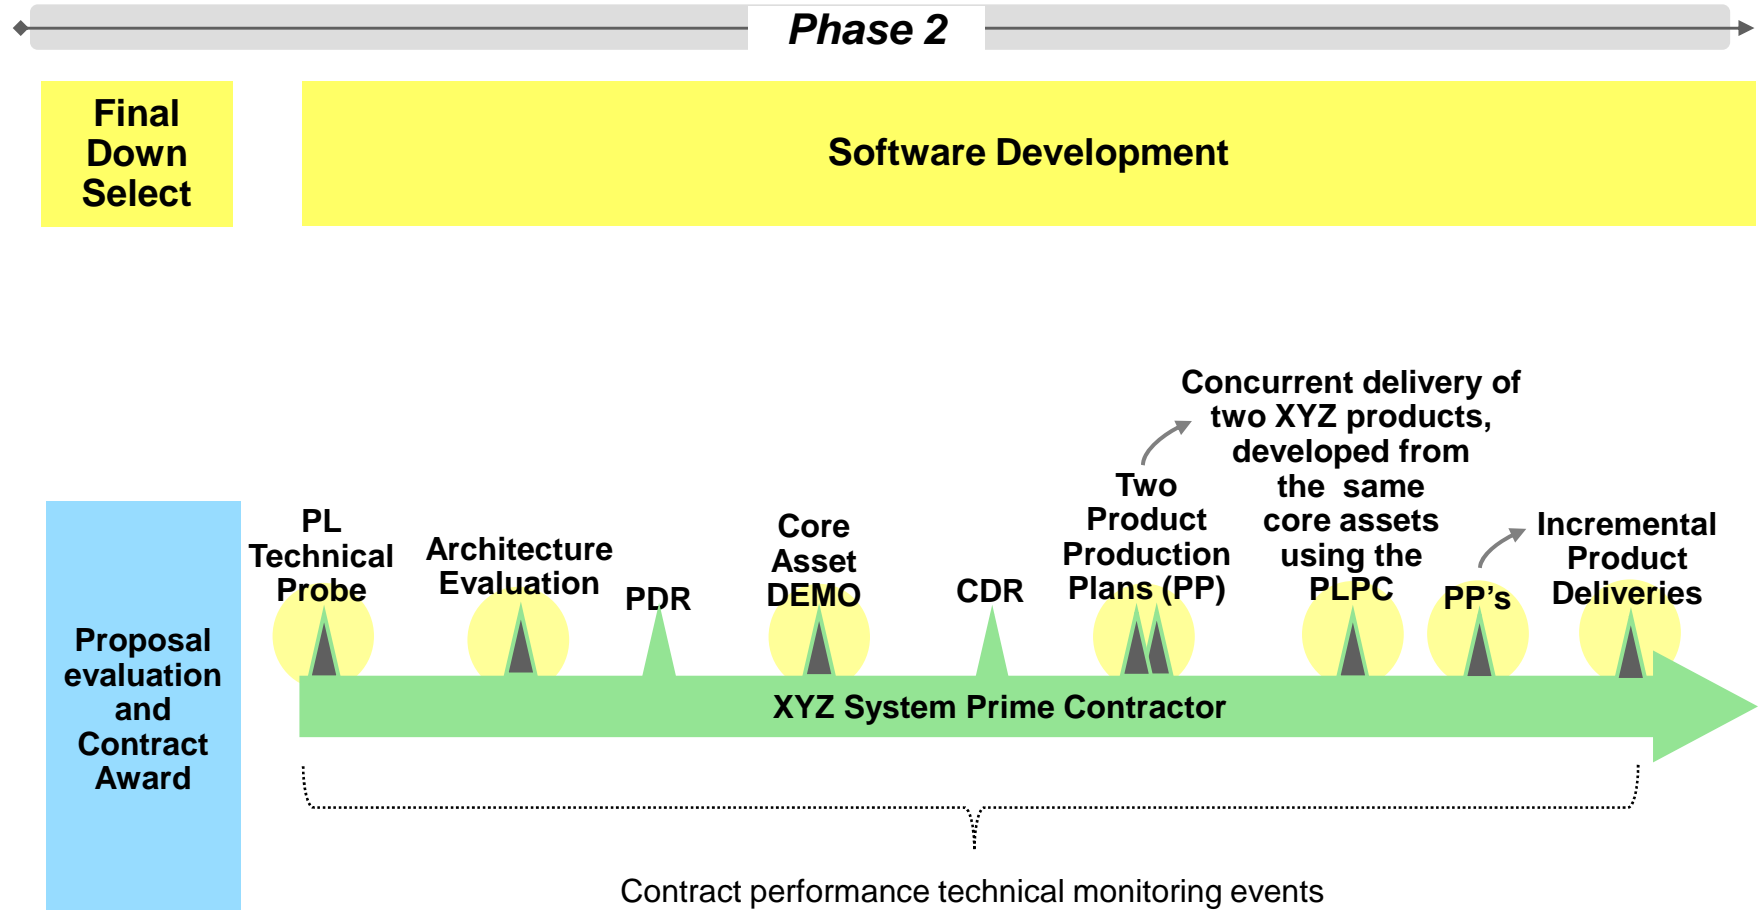 Phase 2
Final
Down
Select
Software Development
Proposal
evaluation
and
Contract
Award
PL
Technical
Probe
Architecture
Evaluation
PDR
Core
Asset
DEMO
CDR
Two
Product
Production
Plans (PP)
Concurrent delivery of
two XYZ products,
developed from
the same
core assets
using the
PLPC
PP’s
Incremental
Product
Deliveries
XYZ System Prime Contractor
Contract performance technical monitoring events